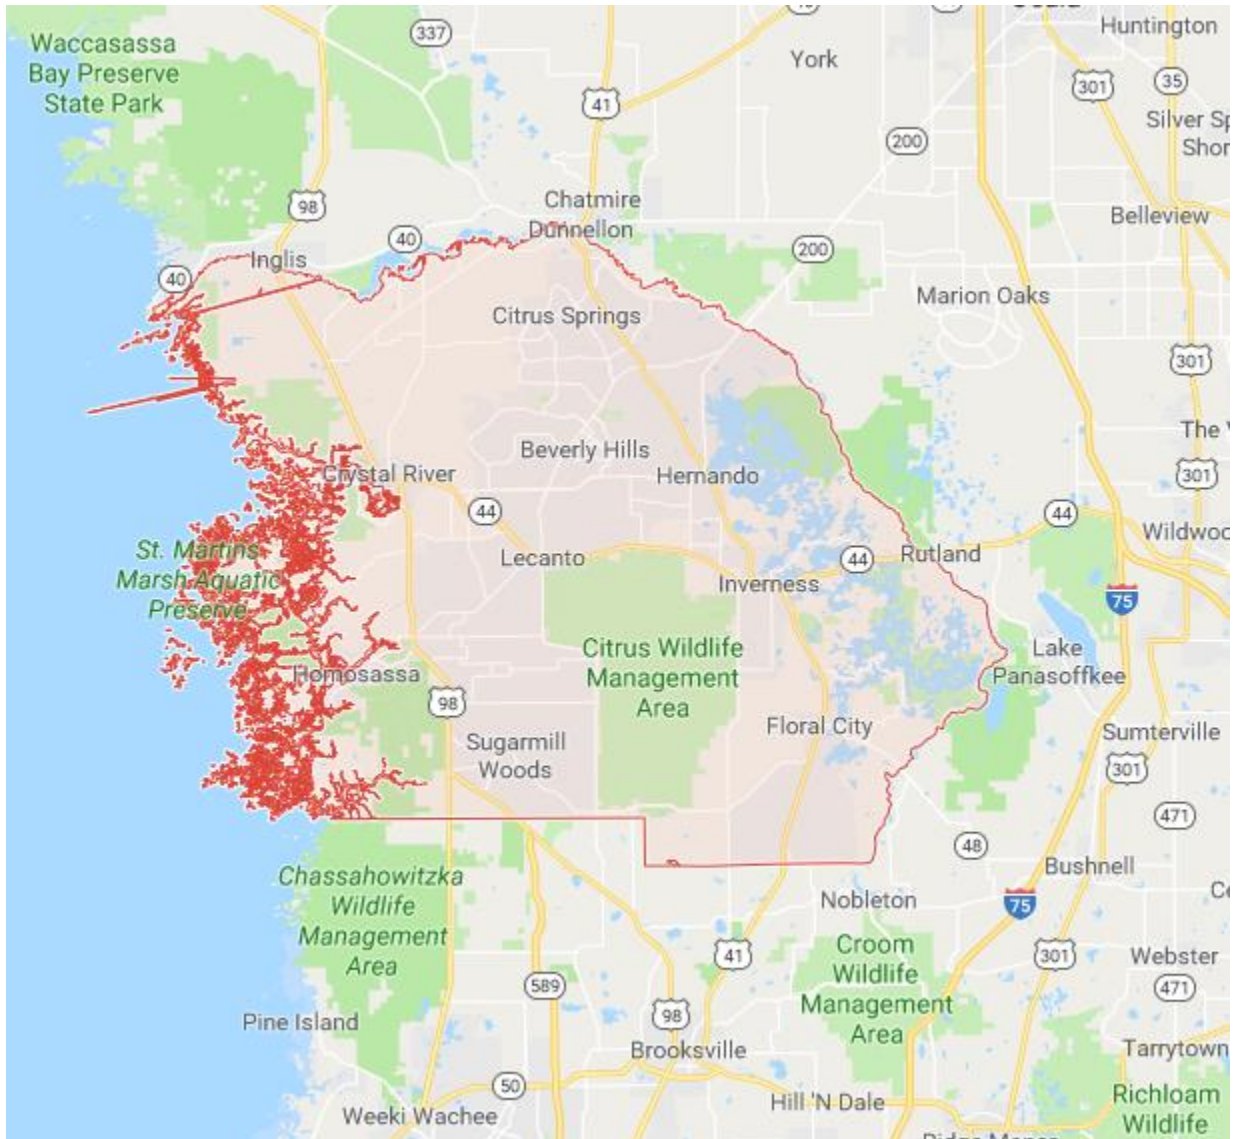 Waccasassa
Bay Preserve
State Park
337
41
York
Huntington
301
35
200
98
Chatmire
Dunnellon
Belleview
40
Inglis
200
40
Marion Oaks
Citrus Springs
301
Beverly Hills
The
Crystal River
Hernando
301
44
44
St. Martins
Marsh Aquatic
Preserve
Lecanto
44
Rutland
Inverness
75
Citrus Wildlife
Management
Area
Lake
Panasoffkee
Homosassa
98
Floral City
Sumterville
Sugarmill
Woods
301
471
48
Bushnell
Chassahowitzka
Wildlife
Management
Area
Nobleton
75
Croom
Wildlife
Management
Area
41
301
Webster
471
589
Pine Island
98
Brooksville
Tarrytown
50
Hill 'N Dale
Richloam
Wildlife
Weeki Wachee